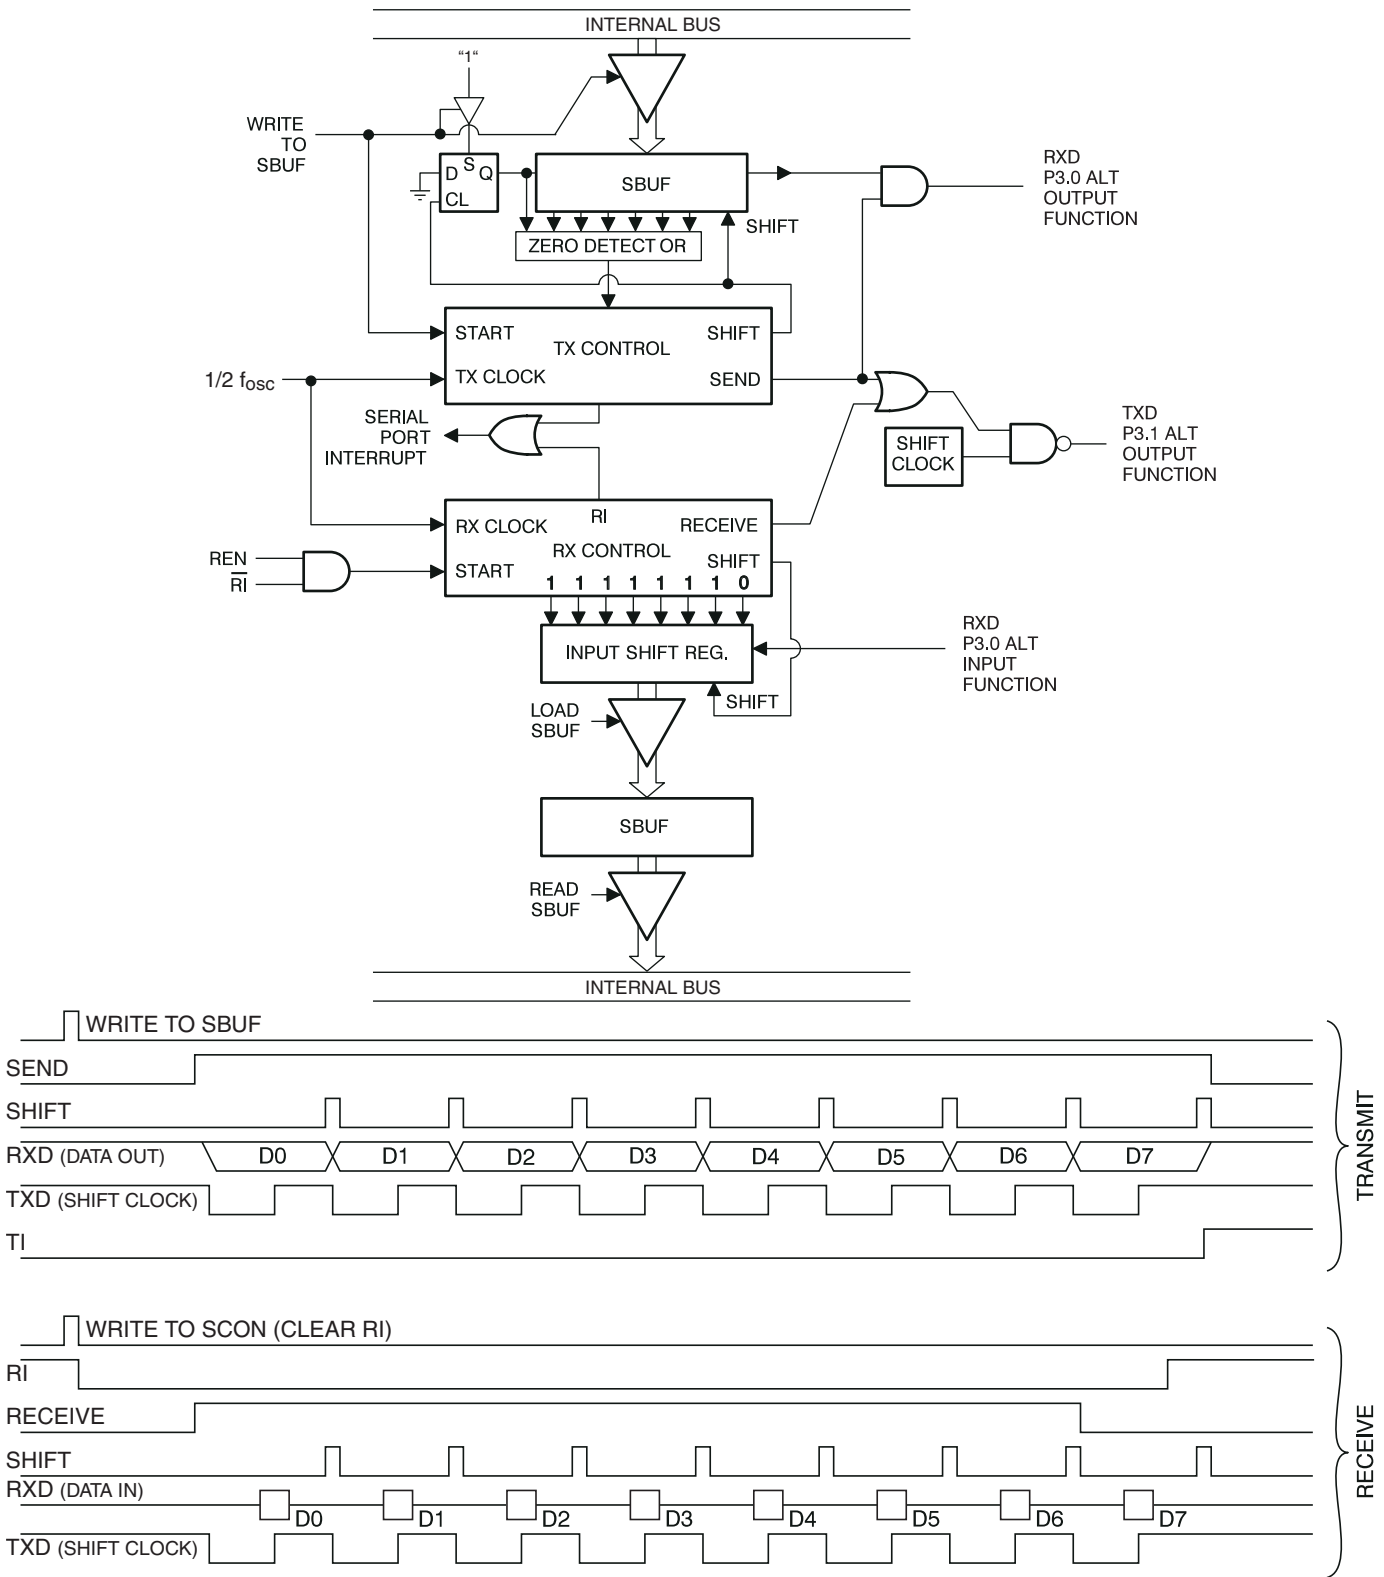 INTERNAL BUS
"1"
WRITE
TO
SBUF
D S Q
CL
SBUF
RXD
P3.0 ALT
OUTPUT
FUNCTION
SHIFT
ZERO DETECT OR
START
TX CONTROL
SHIFT
TX CLOCK
SEND
1/2 fosc
SERIAL
PORT
INTERRUPT
SHIFT
CLOCK
TXD
P3.1 ALT
OUTPUT
FUNCTION
RX CLOCK
RI
RECEIVE
RX CONTROL
SHIFT
START
1 1 1 1 1 1 1 0
REN
RI
INPUT SHIFT REG.
RXD
P3.0 ALT
INPUT
FUNCTION
SHIFT
LOAD
SBUF
SBUF
READ
SBUF
INTERNAL BUS
WRITE TO SBUF
SEND
SHIFT
RXD (DATA OUT) D0 D1 D2 D3 D4 D5 D6 D7
TXD (SHIFT CLOCK)
TI
TRANSMIT
WRITE TO SCON (CLEAR RI)
RI
RECEIVE
SHIFT
RXD (DATA IN) D0 D1 D2 D3 D4 D5 D6 D7
TXD (SHIFT CLOCK)
RECEIVE